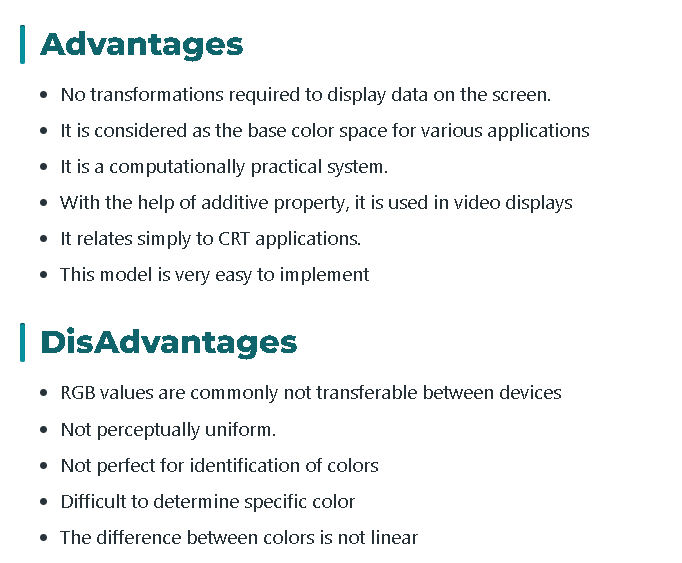 Advantages
• No transformations required to display data on the screen.
• It is considered as the base color space for various applications
• It is a computationally practical system.
• With the help of additive property, it is used in video displays
• It relates simply to CRT applications.
• This model is very easy to implement
DisAdvantages
• RGB values are commonly not transferable between devices
• Not perceptually uniform.
• Not perfect for identification of colors
• Difficult to determine specific color
• The difference between colors is not linear